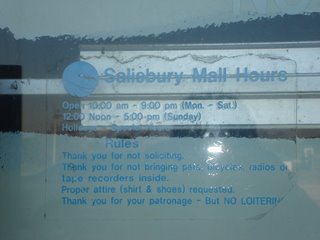 Salisbury Mall Hours
Open 10:00 am - 9:00 pm (Mon. - Sat.)
12:00 Noon - 5:00 pm (Sunday)
Rules
Thank you for not soliciting.
Thank you for not bringing pets, bicycles, radios or
tape recorders inside.
Proper attire (shirt & shoes) requested.
Thank you for your patronage - But NO LOITERING